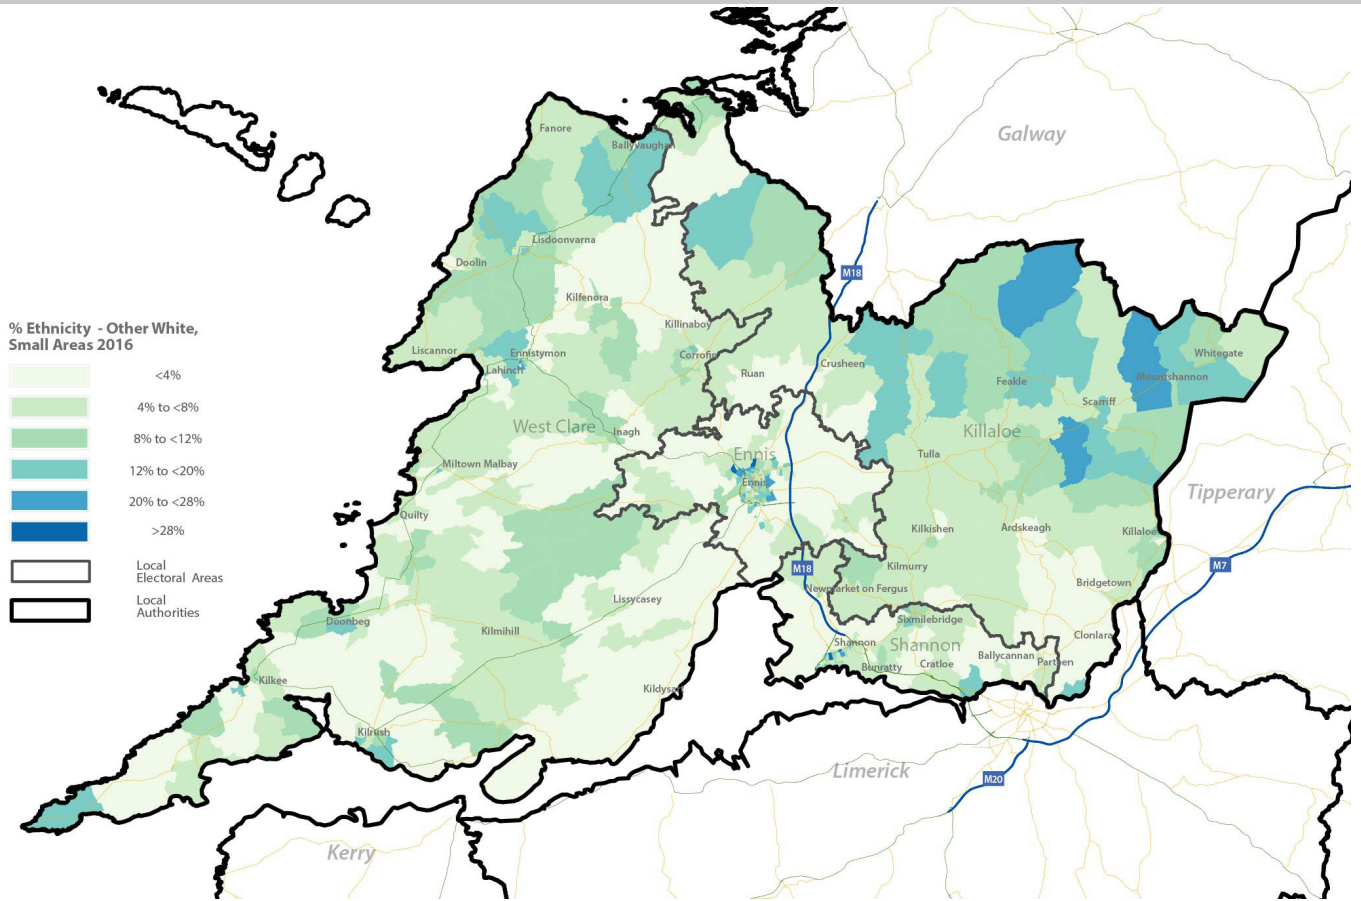 Galway
Fanore
Ballyvaughan
Lisdoonvarna
Doolin
M18
Kilfenora
% Ethnicity - Other White,
Small Areas 2016
Killinaboy
Liscannor
Ennistymon
Corrofin
Whitegate
Lahinch
Ruan
Crusheen
Feakle
Mountshannon
<4%
4% to <8%
8% to <12%
12% to <20%
20% to <28%
>28%
Local
Electoral Areas
Local
Authorities
Scarriff
West Clare
Inagh
Killaloe
Ennis
Tulla
Miltown Malbay
Ennis
Tipperary
Quilty
Kilkishen
Ardskeagh
Killaloe
M18
Kilmurry
M7
Newmarket on Fergus
Bridgetown
Lissycasey
Doonbeg
Kilmihill
Sixmilebridge
Shannon
Shannon
Clonlara
Ballycannan
Parteen
Bunratty
Cratloe
Kilkee
Kildysart
Kilrush
Limerick
M20
Kerry